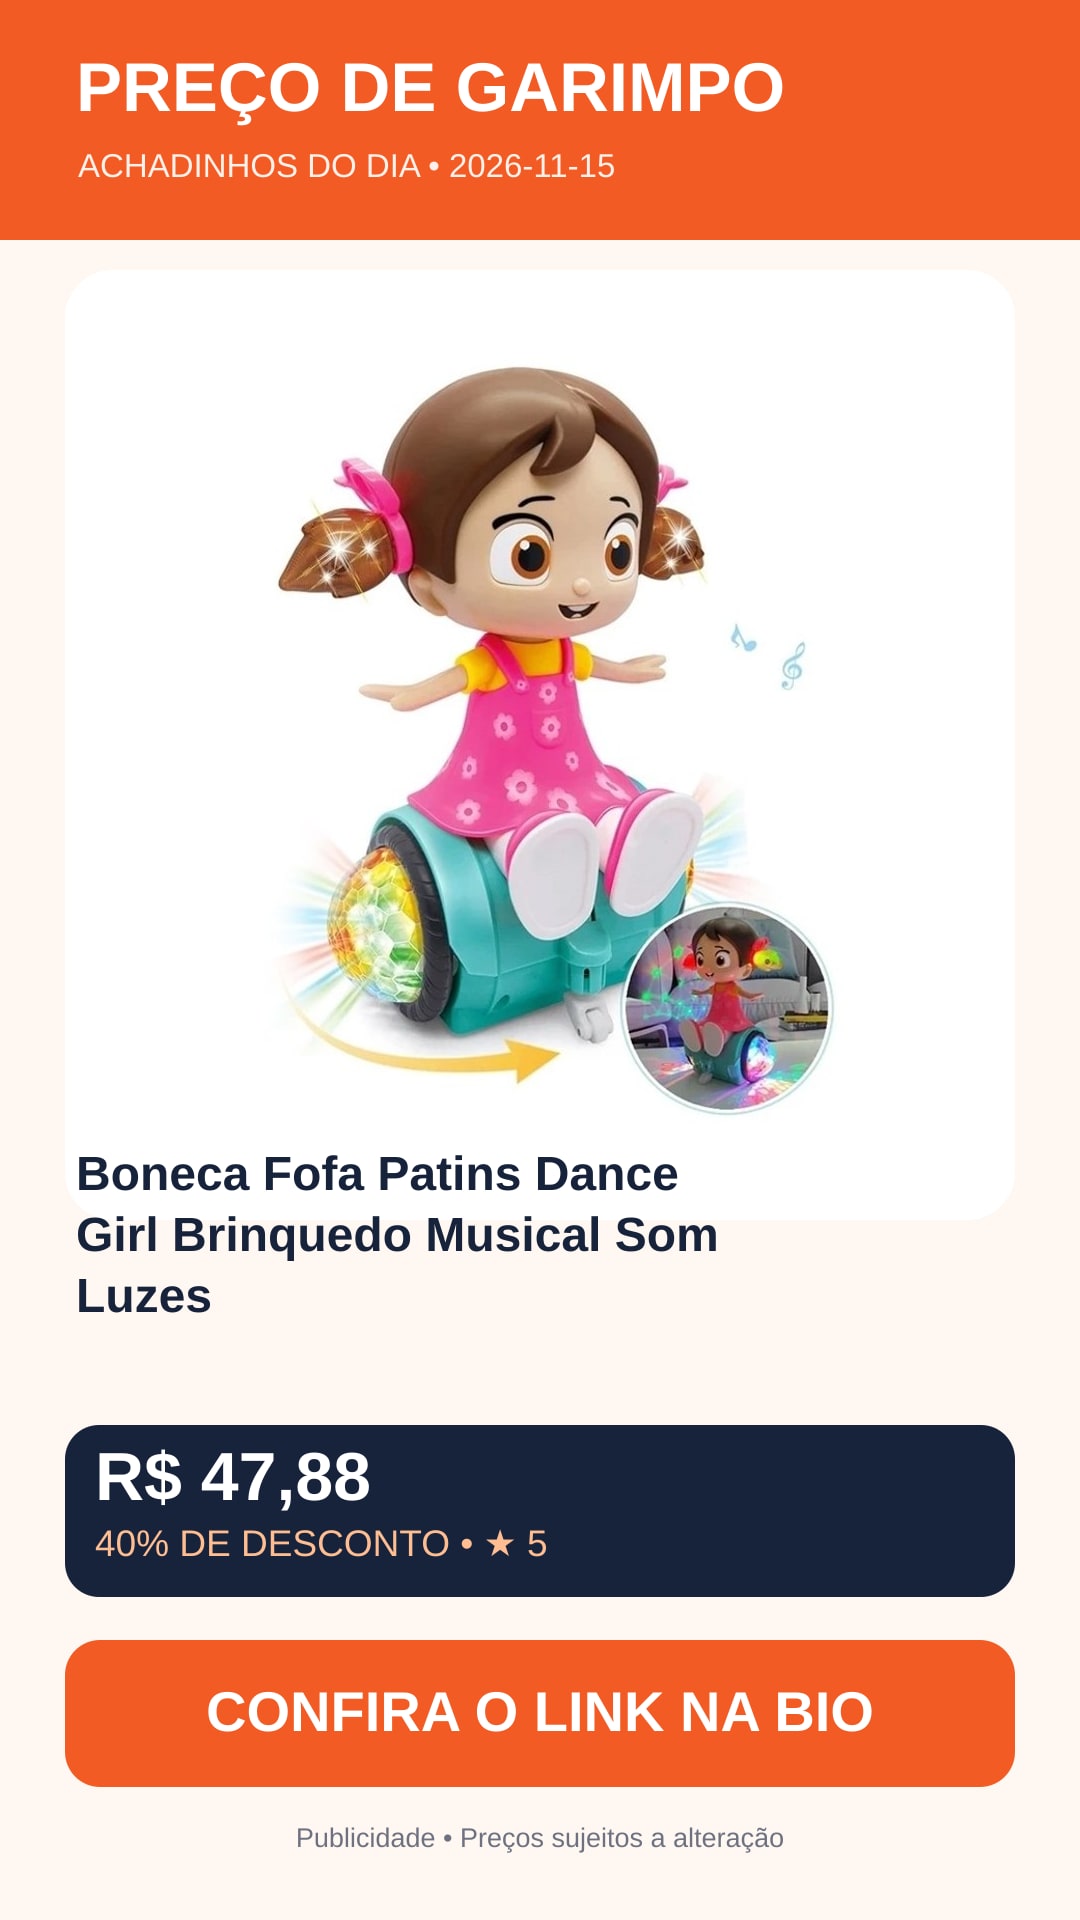 PREÇO DE GARIMPO
ACHADINHOS DO DIA • 2026-11-15
Boneca Fofa Patins Dance
Girl Brinquedo Musical Som
Luzes
R$ 47,88
40% DE DESCONTO • ★ 5
CONFIRA O LINK NA BIO
Publicidade • Preços sujeitos a alteração